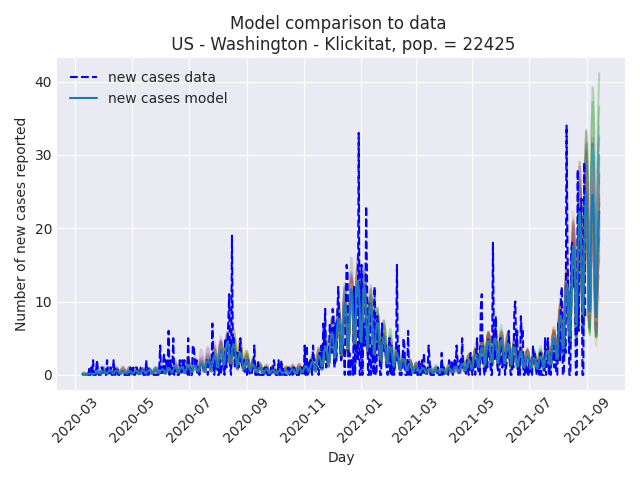 Model comparison to data
US - Washington - Klickitat, pop. = 22425
new cases data
new cases model
Number of new cases reported
40
30
20
10
0
2020-03
2020-05
2020-07
2020-09
2020-11
2021-01
2021-03
2021-05
2021-07
2021-09
Day